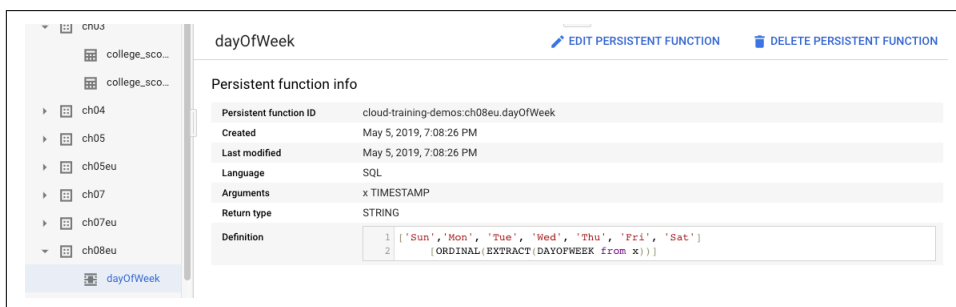 ch03
college_sco...
college_sco...
ch04
ch05
ch05eu
ch07
ch07eu
ch08eu
dayOfWeek
dayOfWeek
EDIT PERSISTENT FUNCTION
DELETE PERSISTENT FUNCTION
Persistent function info
Persistent function ID cloud-training-demos:ch08eu.dayOfWeek
Created May 5, 2019, 7:08:26 PM
Last modified May 5, 2019, 7:08:26 PM
Language SQL
Arguments x TIMESTAMP
Return type STRING
Definition 1 ['Sun','Mon', 'Tue', 'Wed', 'Thu', 'Fri', 'Sat']
2 [ORDINAL(EXTRACT(DAYOFWEEK from x))]